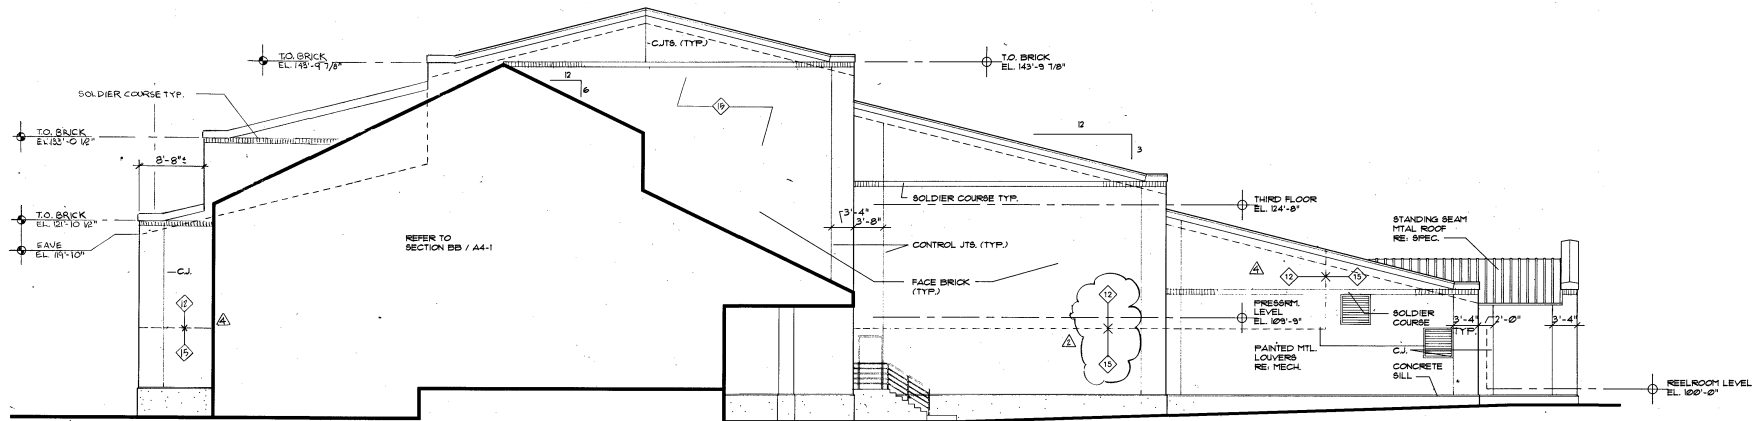 C.JTS. (TYP.)
T.O. BRICK
EL. 143'-9 7/8"
T.O. BRICK
EL. 143'-9 7/8"
12
6
SOLDIER COURSE TYP.
19
T.O. BRICK
EL. 133'-0 1/2"
12
3
8'-8"±
SOLDIER COURSE TYP.
THIRD FLOOR
EL. 124'-8"
T.O. BRICK
EL. 121'-10 1/2"
3'-4"
3'-8"
STANDING SEAM
MTAL ROOF
RE: SPEC.
EAVE
EL. 119'-10"
REFER TO
SECTION BB / A4-1
CONTROL JTS. (TYP.)
C.J.
4
12
15
FACE BRICK
(TYP.)
12
12
4
15
PRESSRM.
LEVEL
EL. 109'-9"
SOLDIER
COURSE
TYP.
3'-4"
2'-0"
3'-4"
2
15
PAINTED MTL.
LOUVERS
RE: MECH.
C.J.
CONCRETE
SILL
REELROOM LEVEL
EL. 100'-0"